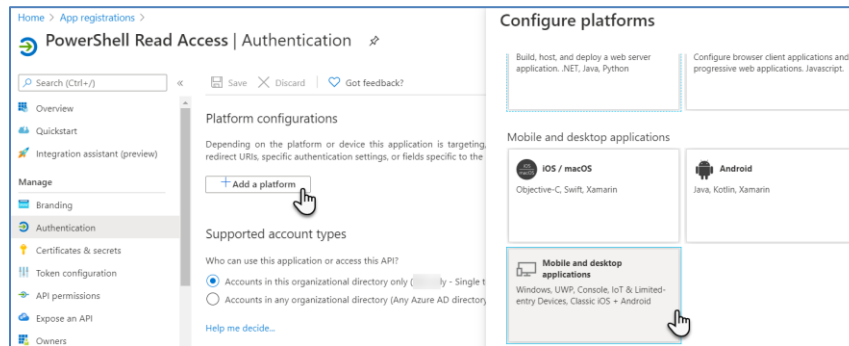 Home > App registrations >
PowerShell Read Access | Authentication
Search (Ctrl+/)
«
Overview
Quickstart
Integration assistant (preview)
Manage
Branding
Authentication
Certificates & secrets
Token configuration
API permissions
Expose an API
Owners
Save
Discard
Got feedback?
Platform configurations
Depending on the platform or device this application is targeting,
redirect URIs, specific authentication settings, or fields specific to the
+ Add a platform
Supported account types
Who can use this application or access this API?
Accounts in this organizational directory only ( ly - Single t
Accounts in any organizational directory (Any Azure AD directory
Help me decide...
Configure platforms
Build, host, and deploy a web server
application. .NET, Java, Python
Configure browser client applications and
progressive web applications. Javascript.
Mobile and desktop applications
iOS / macOS
Objective-C, Swift, Xamarin
Android
Java, Kotlin, Xamarin
Mobile and desktop
applications
Windows, UWP, Console, IoT & Limited-
entry Devices, Classic iOS + Android